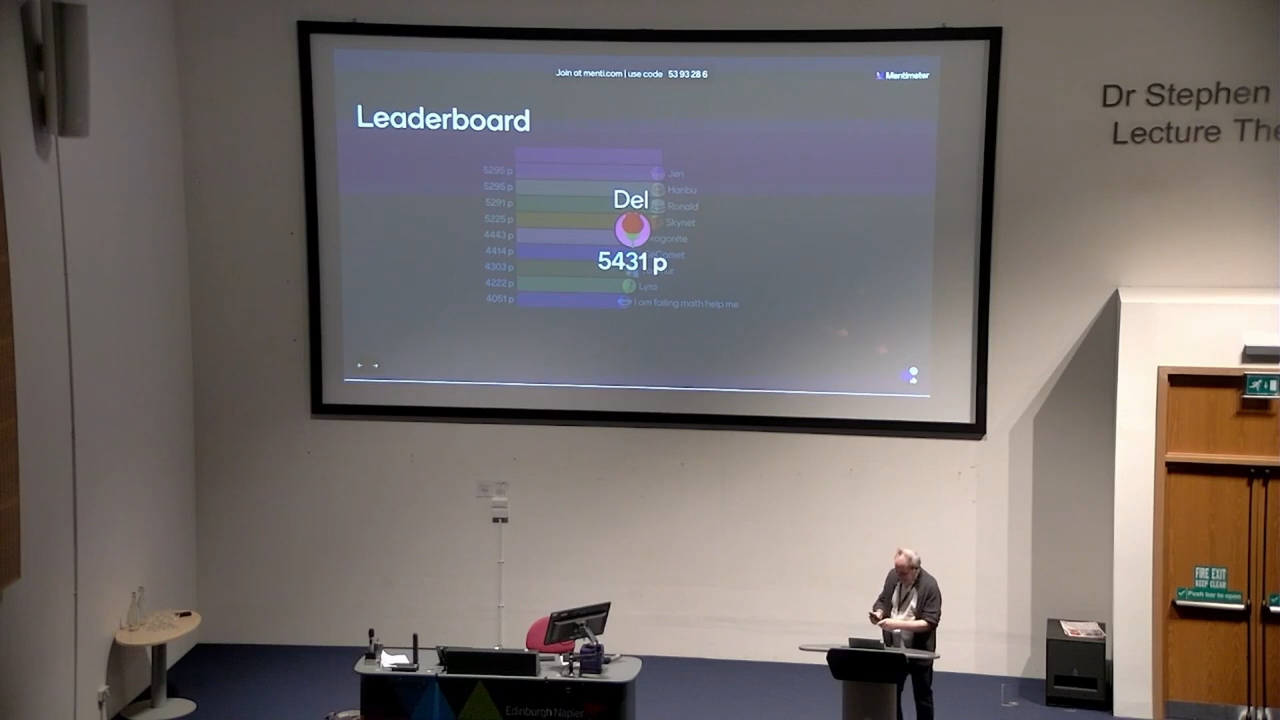 Join at menti.com | use code 53 93 28 6
Mentimeter
Leaderboard
Del
5431 p
5295 p Jen
5296 p Haribu
5291 p Ronald
5225 p Skynet
4443 p
4414 p
4303 p
4222 p Lyra
4051 p I am failing math help me
Dr Stephen
Lecture The
FIRE EXIT
KEEP CLEAR
Push bar to open
Edinburgh Napier